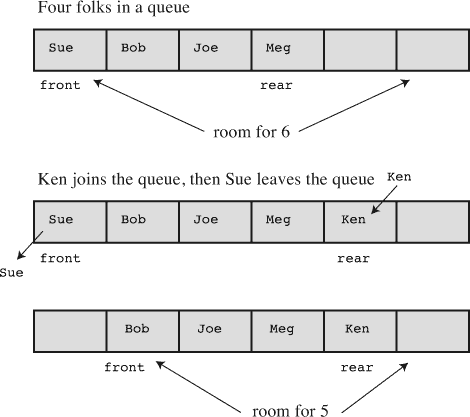 Four folks in a queue
Sue Bob Joe Meg
front rear
room for 6
Ken joins the queue, then Sue leaves the queue Ken
Sue Bob Joe Meg Ken
front rear
Sue
Bob Joe Meg Ken
front rear
room for 5